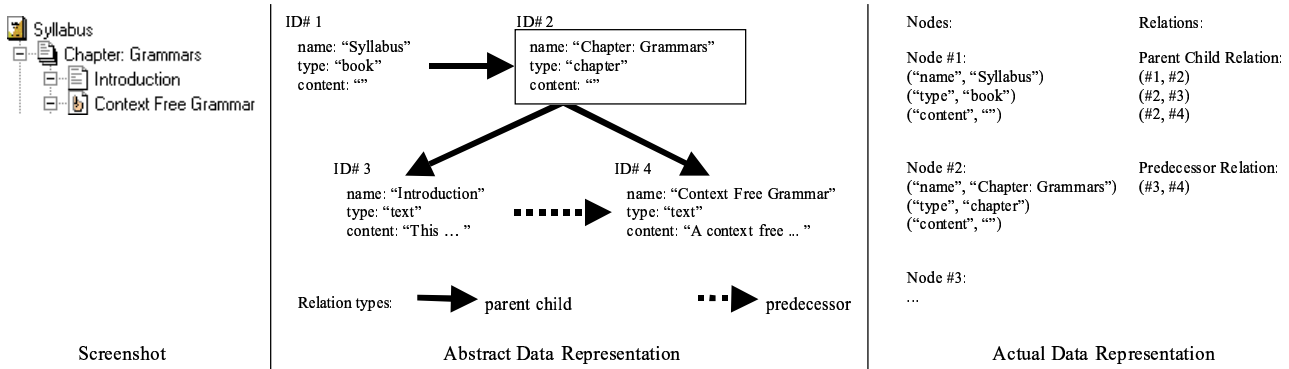 Syllabus
Chapter: Grammars
Introduction
Context Free Grammar
Screenshot
ID# 1
name: “Syllabus”
type: “book”
content: “”
ID# 2
name: “Chapter: Grammars”
type: “chapter”
content: “”
ID# 3
name: “Introduction”
type: “text”
content: “This ... ”
ID# 4
name: “Context Free Grammar”
type: “text”
content: “A context free ... ”
Relation types:
parent child
predecessor
Abstract Data Representation
Nodes:
Node #1:
(“name”, “Syllabus”)
(“type”, “book”)
(“content”, “”)
Node #2:
(“name”, “Chapter: Grammars”)
(“type”, “chapter”)
(“content”, “”)
Node #3:
...
Relations:
Parent Child Relation:
(#1, #2)
(#2, #3)
(#2, #4)
Predecessor Relation:
(#3, #4)
Actual Data Representation